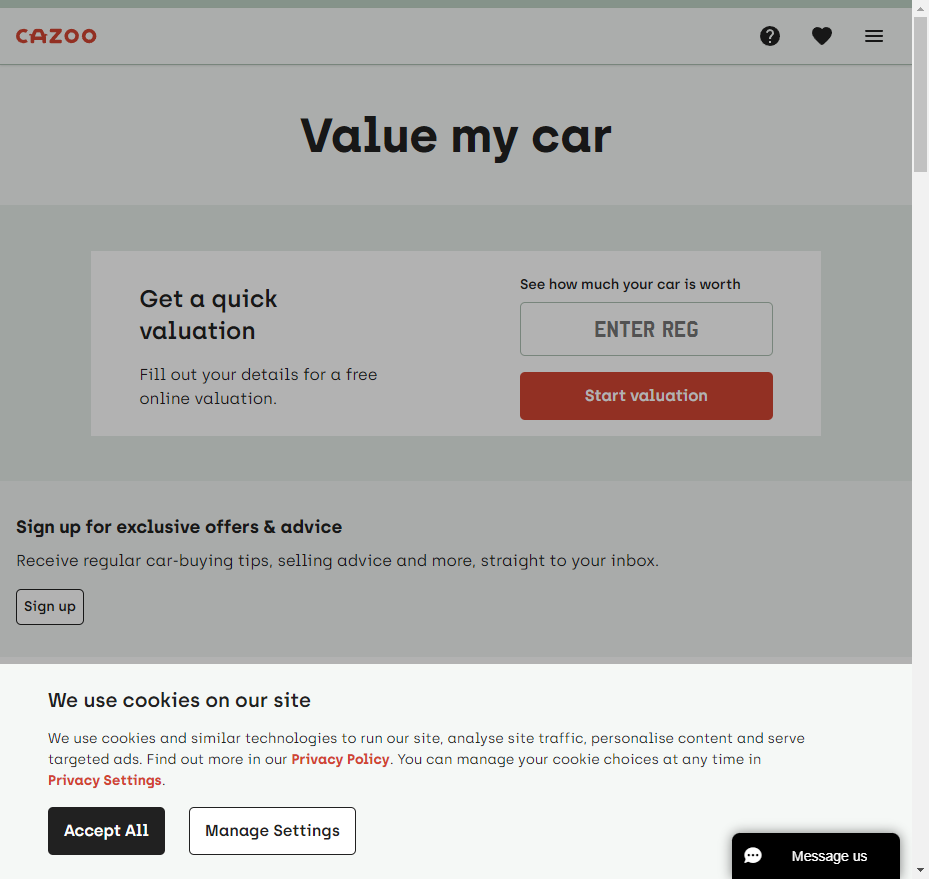 CAZOO
Value my car
Get a quick
valuation
Fill out your details for a free
online valuation.
See how much your car is worth
ENTER REG
Start valuation
Sign up for exclusive offers & advice
Receive regular car-buying tips, selling advice and more, straight to your inbox.
Sign up
We use cookies on our site
We use cookies and similar technologies to run our site, analyse site traffic, personalise content and serve
targeted ads. Find out more in our Privacy Policy. You can manage your cookie choices at any time in
Privacy Settings.
Accept All
Manage Settings
Message us